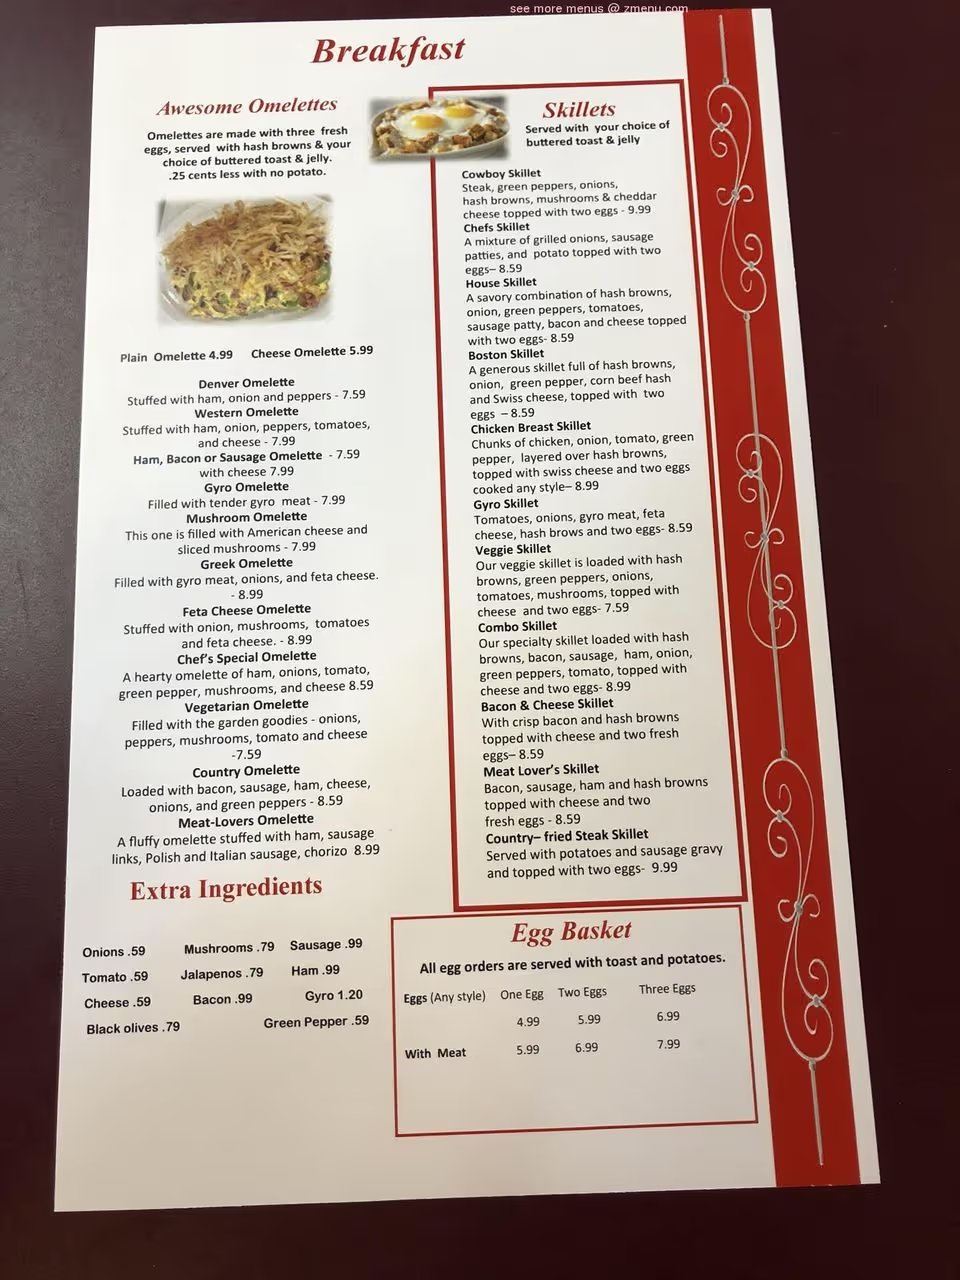 see more menus @ zmenu.com
Breakfast
Awesome Omelettes
Omelettes are made with three fresh
eggs, served with hash browns & your
choice of buttered toast & jelly.
.25 cents less with no potato.
Plain Omelette 4.99 Cheese Omelette 5.99
Denver Omelette
Stuffed with ham, onion and peppers - 7.59
Western Omelette
Stuffed with ham, onion, peppers, tomatoes,
and cheese - 7.99
Ham, Bacon or Sausage Omelette - 7.59
with cheese 7.99
Gyro Omelette
Filled with tender gyro meat - 7.99
Mushroom Omelette
This one is filled with American cheese and
sliced mushrooms - 7.99
Greek Omelette
Filled with gyro meat, onions, and feta cheese.
- 8.99
Feta Cheese Omelette
Stuffed with onion, mushrooms, tomatoes
and feta cheese. - 8.99
Chef's Special Omelette
A hearty omelette of ham, onions, tomato,
green pepper, mushrooms, and cheese 8.59
Vegetarian Omelette
Filled with the garden goodies - onions,
peppers, mushrooms, tomato and cheese
-7.59
Country Omelette
Loaded with bacon, sausage, ham, cheese,
onions, and green peppers - 8.59
Meat-Lovers Omelette
A fluffy omelette stuffed with ham, sausage
links, Polish and Italian sausage, chorizo 8.99
Extra Ingredients
Onions .59 Mushrooms .79 Sausage .99
Tomato .59 Jalapenos .79 Ham .99
Cheese .59 Bacon .99 Gyro 1.20
Black olives .79 Green Pepper .59
Skillets
Served with your choice of
buttered toast & jelly
Cowboy Skillet
Steak, green peppers, onions,
hash browns, mushrooms & cheddar
cheese topped with two eggs - 9.99
Chefs Skillet
A mixture of grilled onions, sausage
patties, and potato topped with two
eggs– 8.59
House Skillet
A savory combination of hash browns,
onion, green peppers, tomatoes,
sausage patty, bacon and cheese topped
with two eggs- 8.59
Boston Skillet
A generous skillet full of hash browns,
onion, green pepper, corn beef hash
and Swiss cheese, topped with two
eggs – 8.59
Chicken Breast Skillet
Chunks of chicken, onion, tomato, green
pepper, layered over hash browns,
topped with swiss cheese and two eggs
cooked any style– 8.99
Gyro Skillet
Tomatoes, onions, gyro meat, feta
cheese, hash brows and two eggs- 8.59
Veggie Skillet
Our veggie skillet is loaded with hash
browns, green peppers, onions,
tomatoes, mushrooms, topped with
cheese and two eggs- 7.59
Combo Skillet
Our specialty skillet loaded with hash
browns, bacon, sausage, ham, onion,
green peppers, tomato, topped with
cheese and two eggs- 8.99
Bacon & Cheese Skillet
With crisp bacon and hash browns
topped with cheese and two fresh
eggs– 8.59
Meat Lover's Skillet
Bacon, sausage, ham and hash browns
topped with cheese and two
fresh eggs - 8.59
Country– fried Steak Skillet
Served with potatoes and sausage gravy
and topped with two eggs- 9.99
Egg Basket
All egg orders are served with toast and potatoes.
Eggs (Any style) One Egg Two Eggs Three Eggs
4.99 5.99 6.99
With Meat 5.99 6.99 7.99